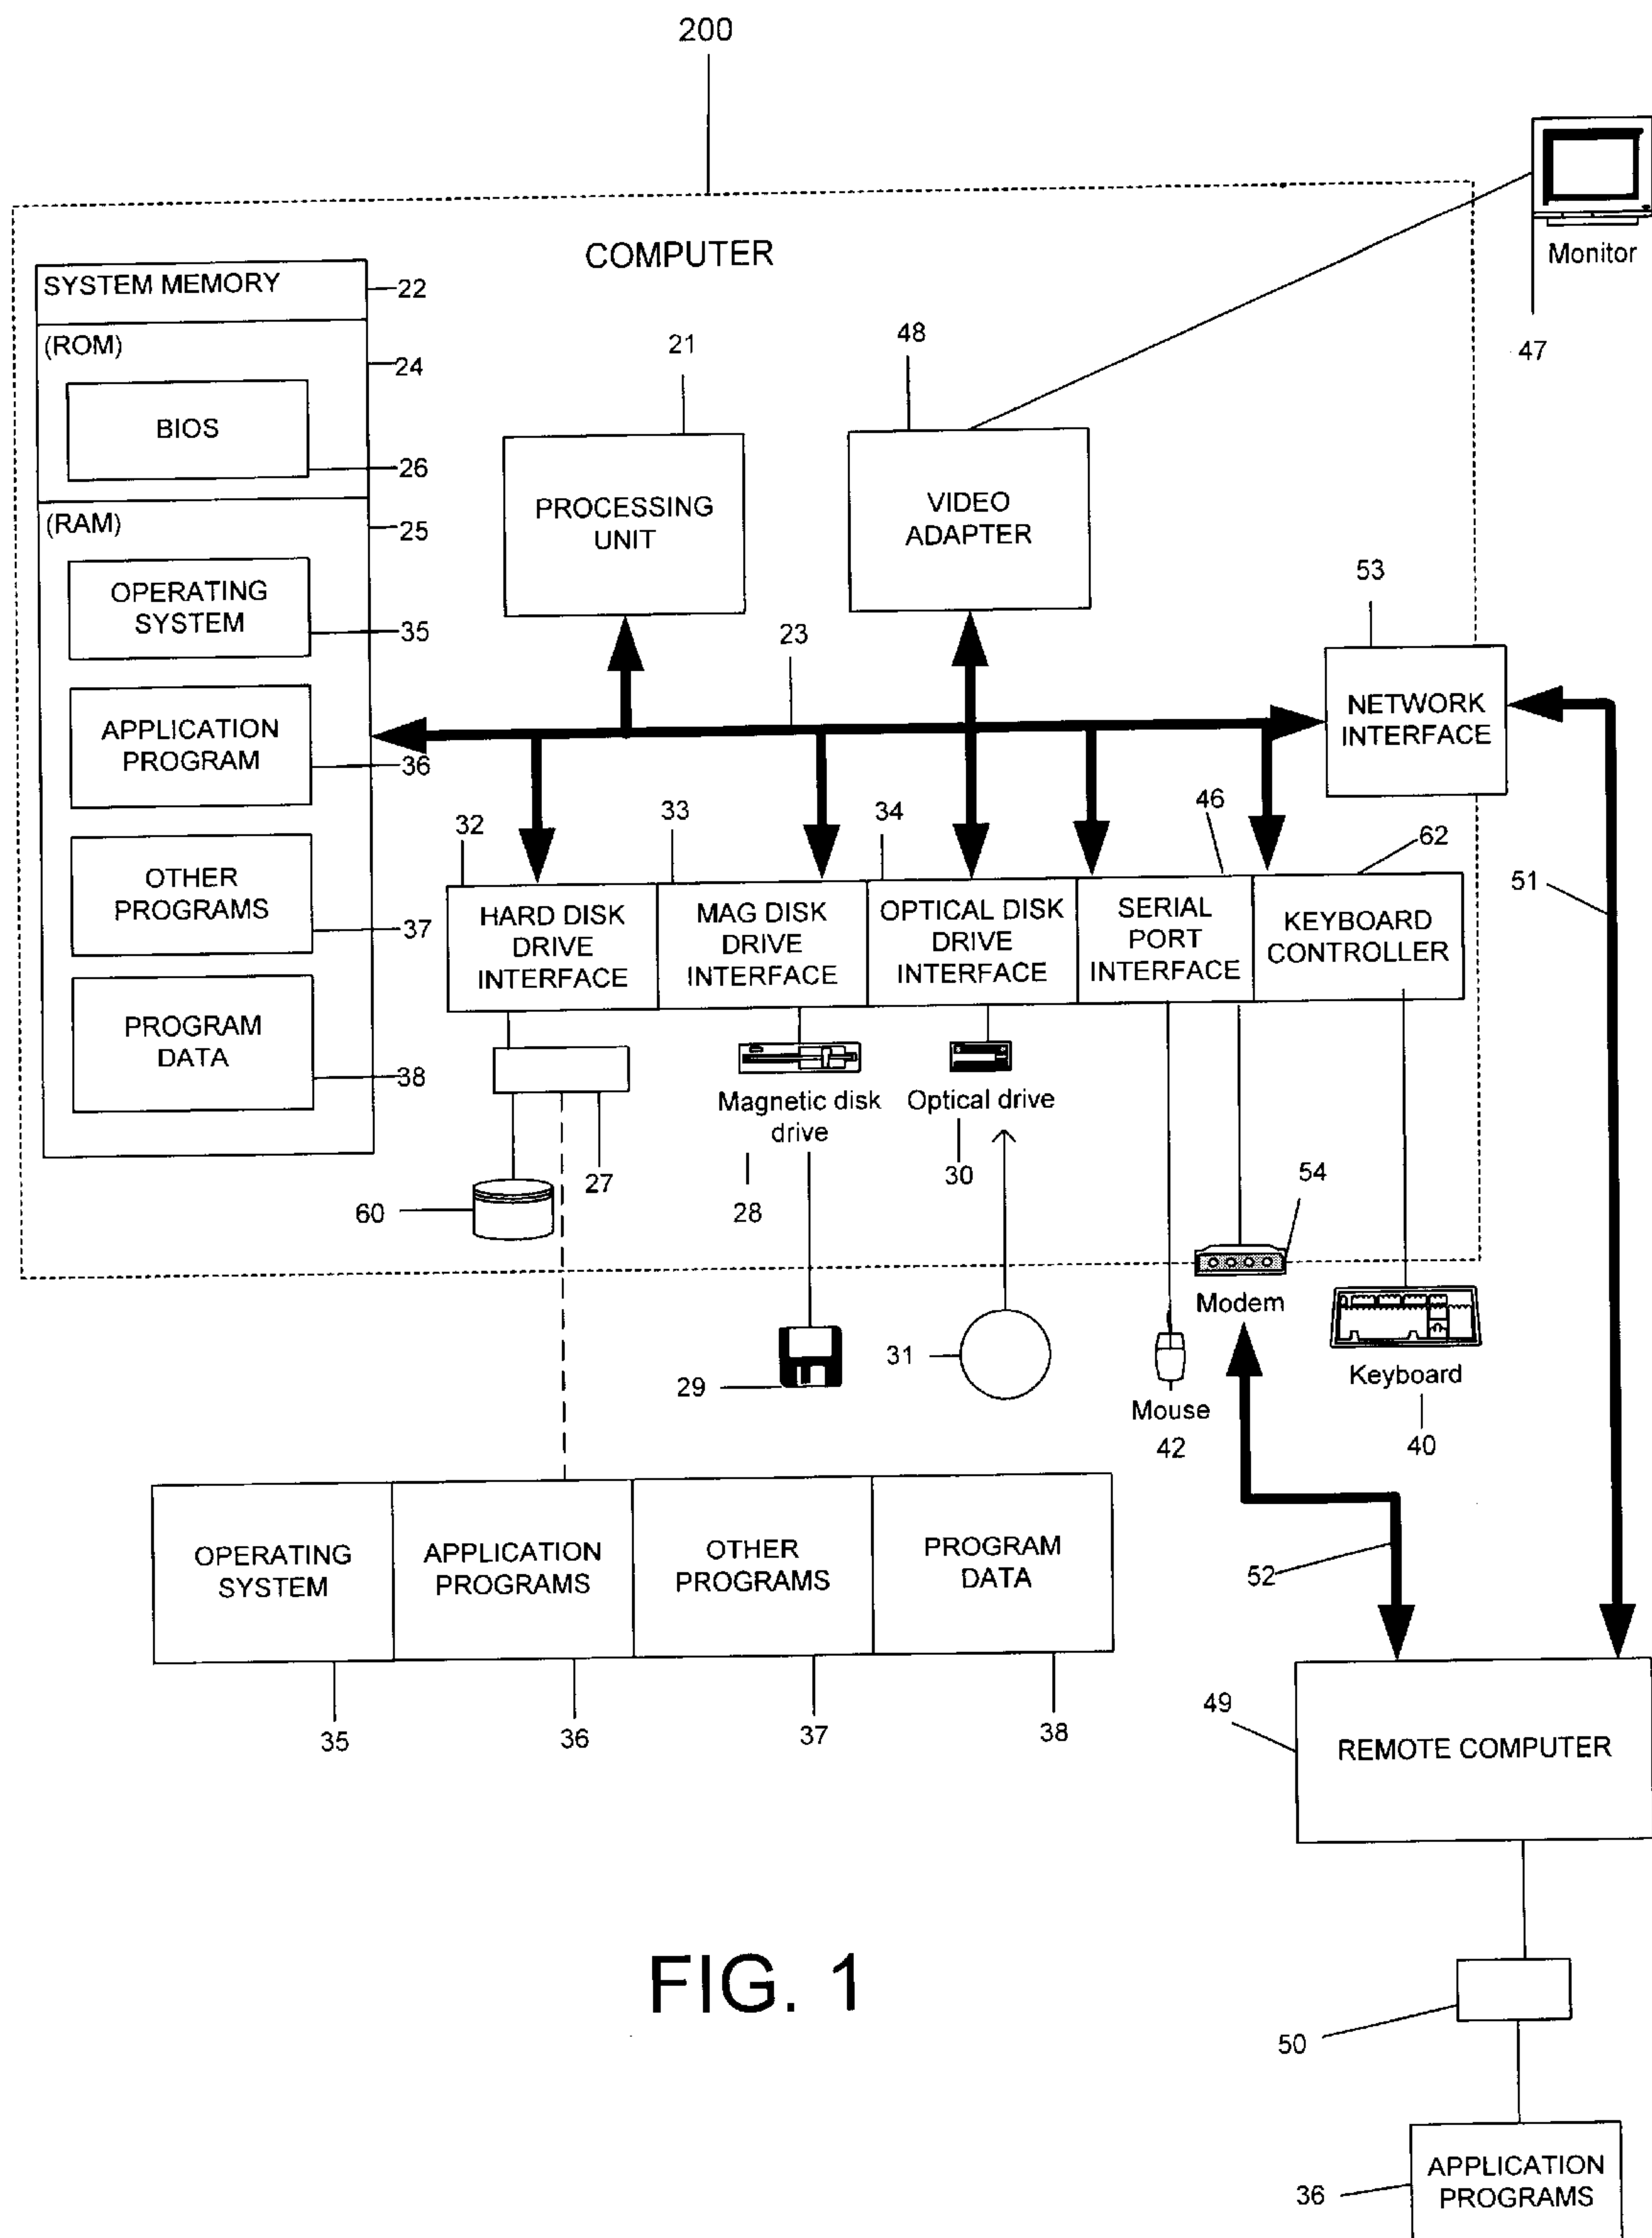 200
COMPUTER
Monitor
47
SYSTEM MEMORY
22
(ROM)
24
BIOS
26
(RAM)
25
OPERATING
SYSTEM
35
APPLICATION
PROGRAM
36
OTHER
PROGRAMS
37
PROGRAM
DATA
38
21
PROCESSING
UNIT
48
VIDEO
ADAPTER
23
53
NETWORK
INTERFACE
51
32
HARD DISK
DRIVE
INTERFACE
33
MAG DISK
DRIVE
INTERFACE
34
OPTICAL DISK
DRIVE
INTERFACE
46
SERIAL
PORT
INTERFACE
62
KEYBOARD
CONTROLLER
27
60
Magnetic disk
drive
28
Optical drive
30
54
Modem
29
31
Mouse
42
Keyboard
40
OPERATING
SYSTEM
35
APPLICATION
PROGRAMS
36
OTHER
PROGRAMS
37
PROGRAM
DATA
38
52
49
REMOTE COMPUTER
50
36
APPLICATION
PROGRAMS
FIG. 1